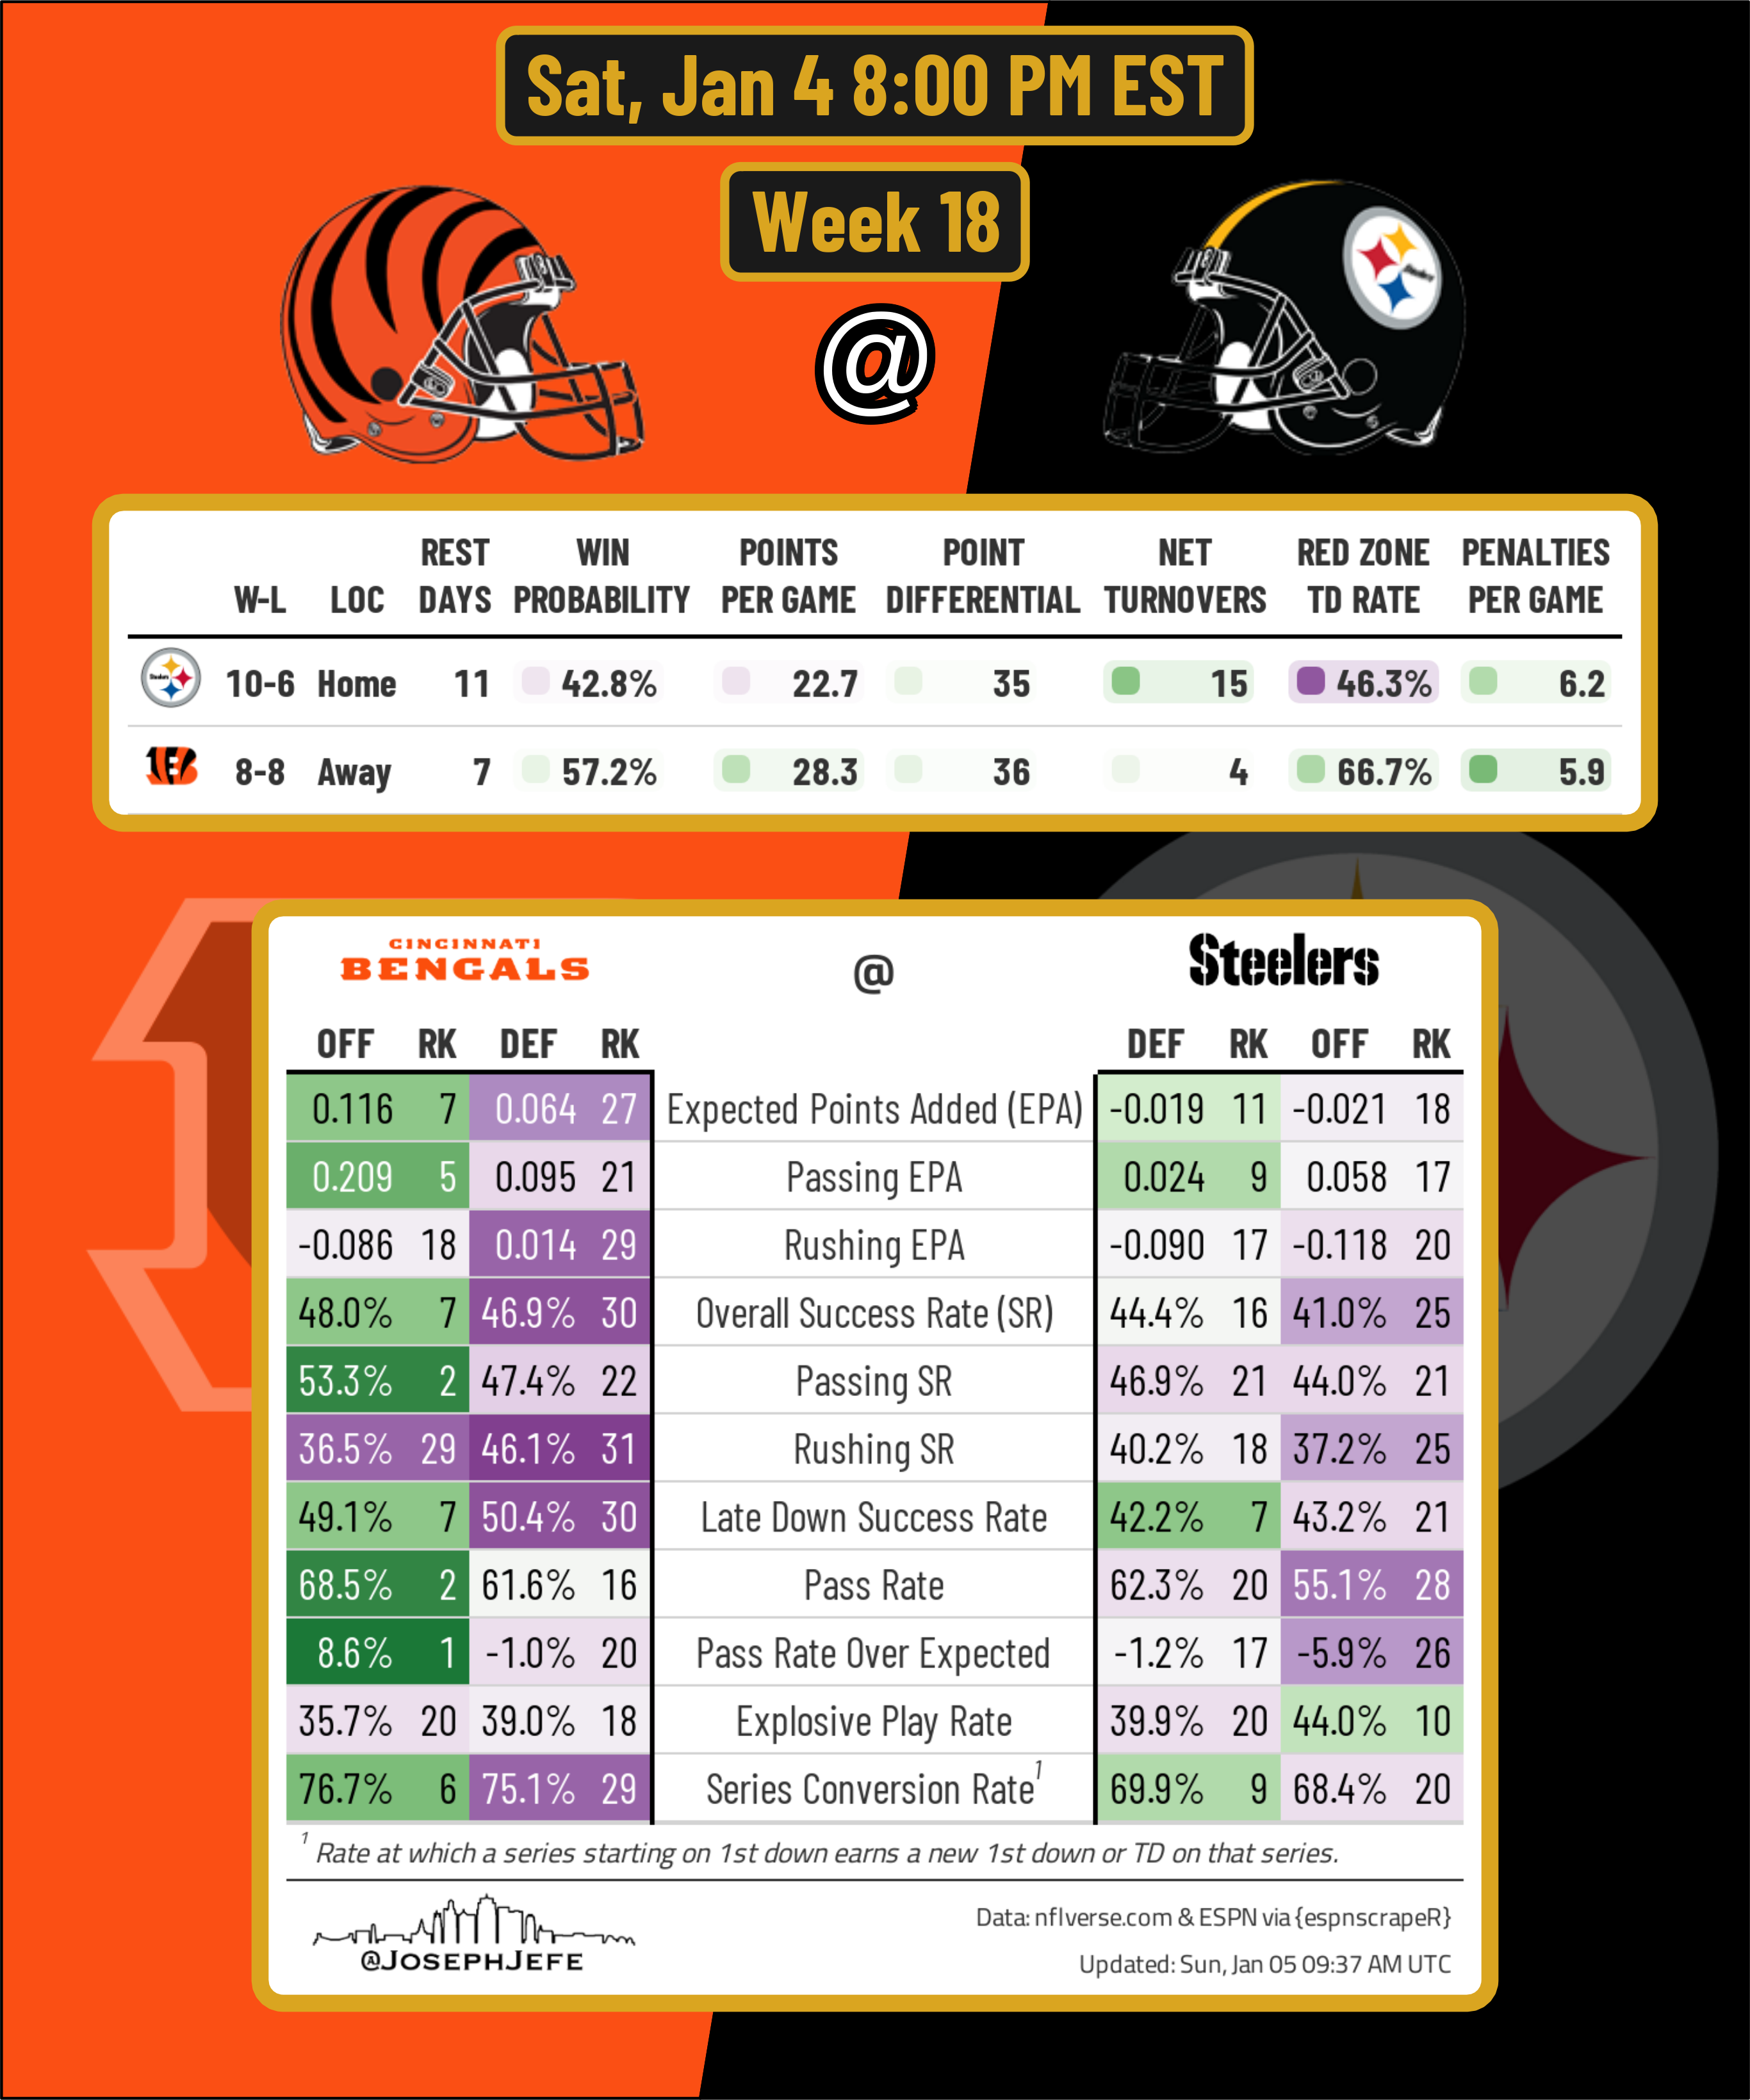 Sat, Jan 4 8:00 PM EST
Week 18
@
REST WIN POINTS POINT NET RED ZONE PENALTIES
W-L LOC DAYS PROBABILITY PER GAME DIFFERENTIAL TURNOVERS TD RATE PER GAME
Steelers 10-6 Home 11 42.8% 22.7 35 15 46.3% 6.2
8-8 Away 7 57.2% 28.3 36 4 66.7% 5.9
CINCINNATI
BENGALS @ Steelers
OFF RK DEF RK DEF RK OFF RK
0.116 7 0.064 27 Expected Points Added (EPA) -0.019 11 -0.021 18
0.209 5 0.095 21 Passing EPA 0.024 9 0.058 17
-0.086 18 0.014 29 Rushing EPA -0.090 17 -0.118 20
48.0% 7 46.9% 30 Overall Success Rate (SR) 44.4% 16 41.0% 25
53.3% 2 47.4% 22 Passing SR 46.9% 21 44.0% 21
36.5% 29 46.1% 31 Rushing SR 40.2% 18 37.2% 25
49.1% 7 50.4% 30 Late Down Success Rate 42.2% 7 43.2% 21
68.5% 2 61.6% 16 Pass Rate 62.3% 20 55.1% 28
8.6% 1 -1.0% 20 Pass Rate Over Expected -1.2% 17 -5.9% 26
35.7% 20 39.0% 18 Explosive Play Rate 39.9% 20 44.0% 10
76.7% 6 75.1% 29 Series Conversion Rate¹ 69.9% 9 68.4% 20
¹ Rate at which a series starting on 1st down earns a new 1st down or TD on that series.
@JOSEPHJEFE
Data: nflverse.com & ESPN via {espnscrapeR}
Updated: Sun, Jan 05 09:37 AM UTC